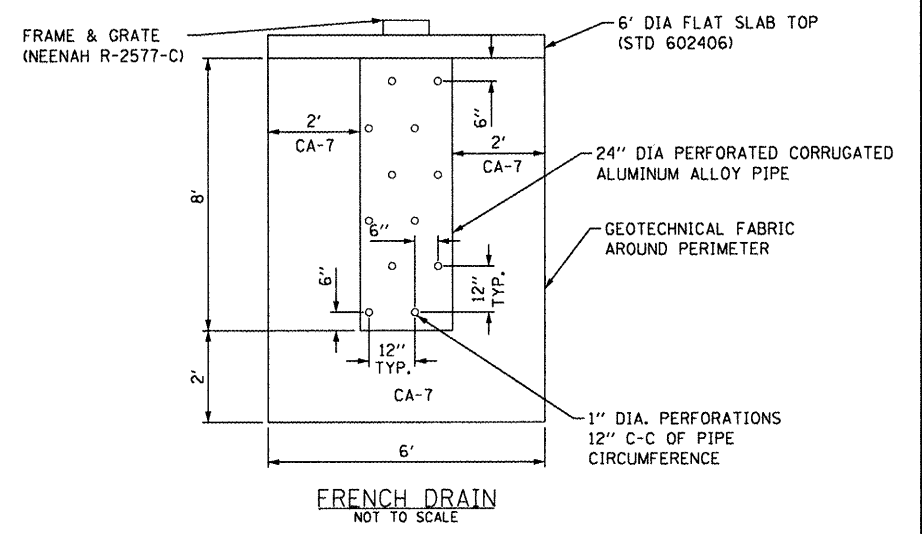 FRAME & GRATE
(NEENAH R-2577-C)
6' DIA FLAT SLAB TOP
(STD 602406)
6"
2'
CA-7
2'
CA-7
24" DIA PERFORATED CORRUGATED
ALUMINUM ALLOY PIPE
8'
6"
GEOTECHNICAL FABRIC
AROUND PERIMETER
6"
12"
TYP.
12"
TYP.
2'
CA-7
1" DIA. PERFORATIONS
12" C-C OF PIPE
CIRCUMFERENCE
6'
FRENCH DRAIN
NOT TO SCALE